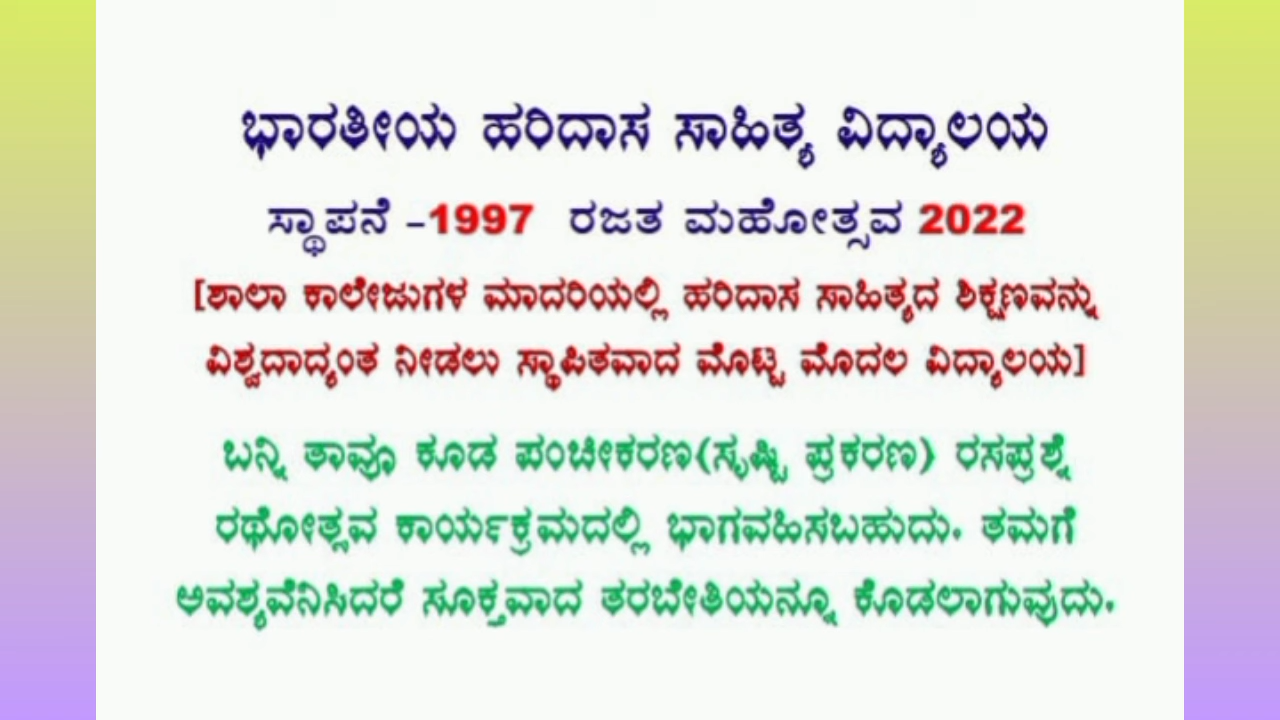 ಭಾರತೀಯ ಹರಿದಾಸ ಸಾಹಿತ್ಯ ವಿದ್ಯಾಲಯ
ಸ್ಥಾಪನೆ -1997 ರಜತ ಮಹೋತ್ಸವ 2022
[ಶಾಲಾ ಕಾಲೇಜುಗಳ ಮಾದರಿಯಲ್ಲಿ ಹರಿದಾಸ ಸಾಹಿತ್ಯದ ಶಿಕ್ಷಣವನ್ನು
ವಿಶ್ವದಾದ್ಯಂತ ನೀಡಲು ಸ್ಥಾಪಿತವಾದ ಮೊಟ್ಟ ಮೊದಲ ವಿದ್ಯಾಲಯ]
ಬನ್ನಿ ತಾವೂ ಕೂಡ ಪಂಚೀಕರಣ(ಸೃಷ್ಟಿ ಪ್ರಕರಣ) ರಸಪ್ರಶ್ನೆ
ರಥೋತ್ಸವ ಕಾರ್ಯಕ್ರಮದಲ್ಲಿ ಭಾಗವಹಿಸಬಹುದು. ತಮಗೆ
ಅವಶ್ಯವೆನಿಸಿದರೆ ಸೂಕ್ತವಾದ ತರಬೇತಿಯನ್ನೂ ಕೊಡಲಾಗುವುದು.